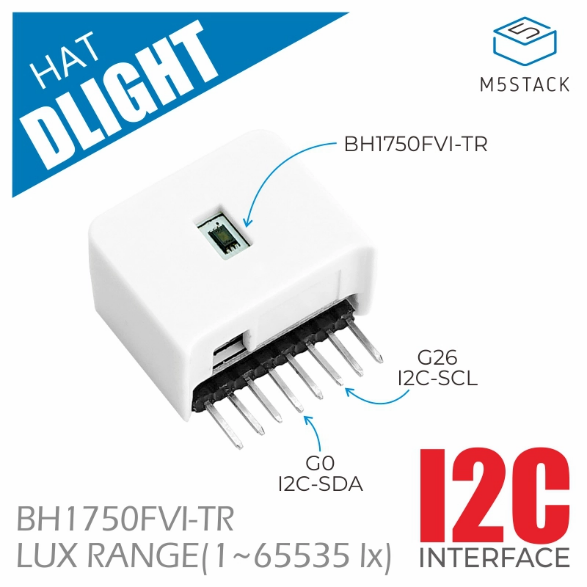 HAT
DLIGHT
5
M5STACK
BH1750FVI-TR
G26
I2C-SCL
G0
I2C-SDA
BH1750FVI-TR
LUX RANGE(1~65535 lx)
I2C
INTERFACE